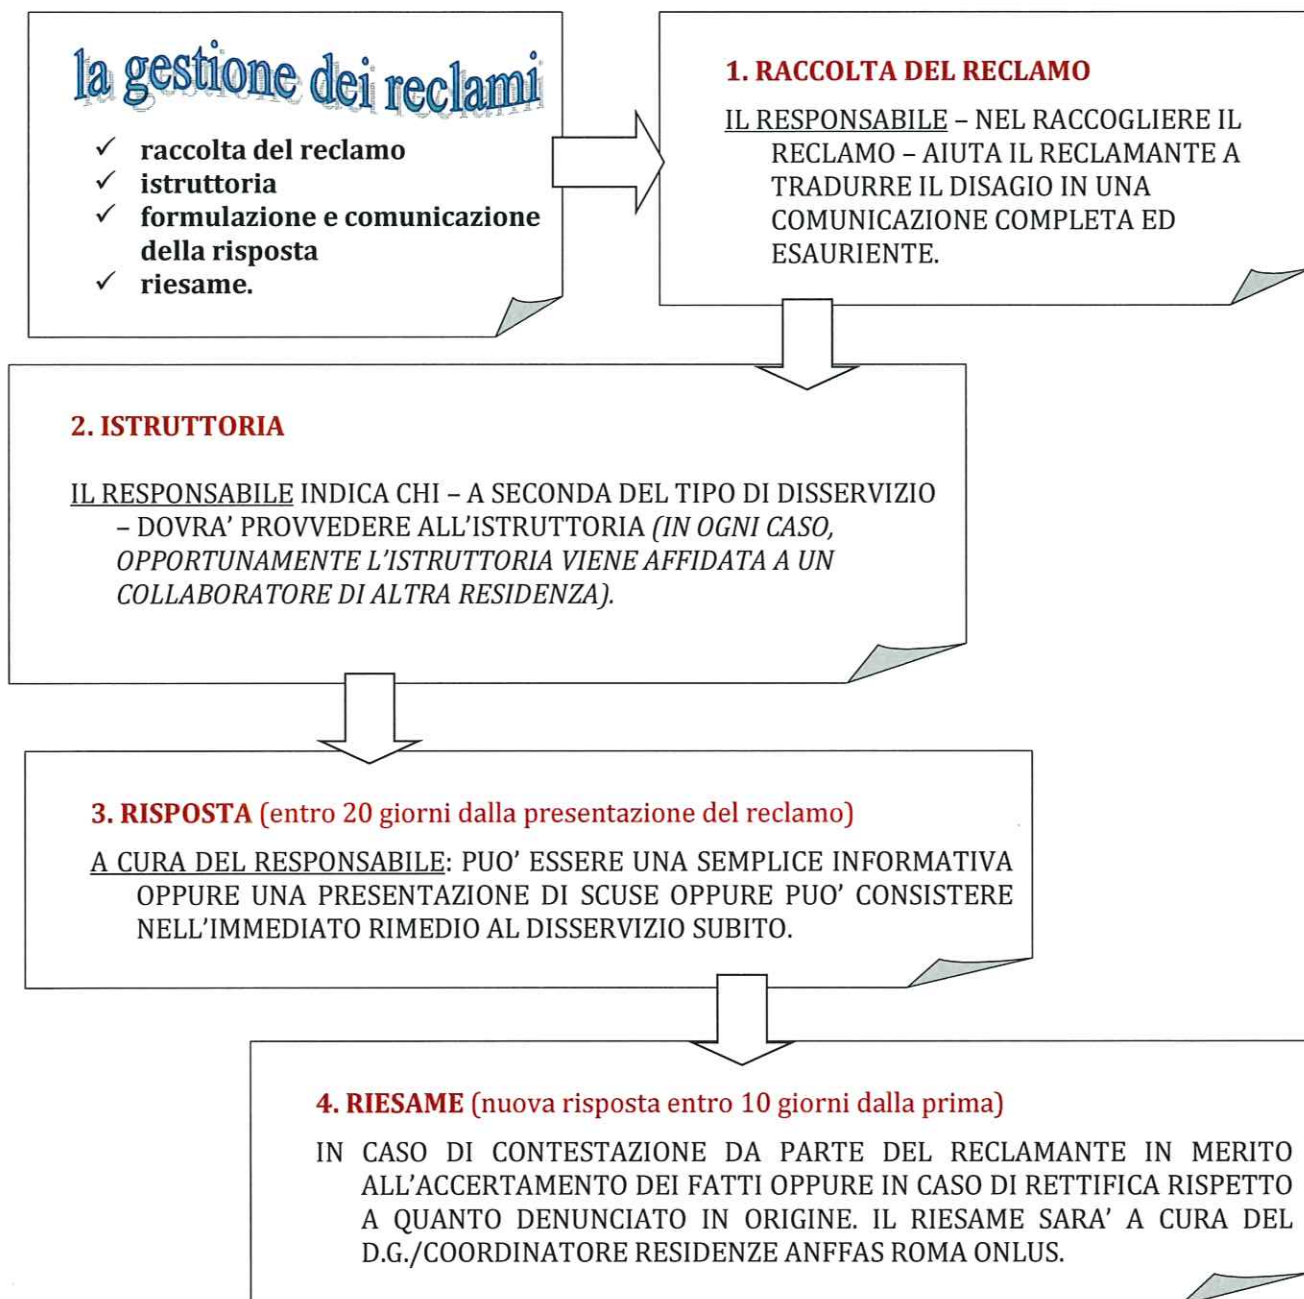 la gestione dei reclami
✓ raccolta del reclamo
✓ istruttoria
✓ formulazione e comunicazione
della risposta
✓ riesame.
1. RACCOLTA DEL RECLAMO
IL RESPONSABILE – NEL RACCOGLIERE IL
RECLAMO – AIUTA IL RECLAMANTE A
TRADURRE IL DISAGIO IN UNA
COMUNICAZIONE COMPLETA ED
ESAURIENTE.
2. ISTRUTTORIA
IL RESPONSABILE INDICA CHI – A SECONDA DEL TIPO DI DISSERVIZIO
– DOVRA’ PROVVEDERE ALL’ISTRUTTORIA (IN OGNI CASO,
OPPORTUNAMENTE L’ISTRUTTORIA VIENE AFFIDATA A UN
COLLABORATORE DI ALTRA RESIDENZA).
3. RISPOSTA (entro 20 giorni dalla presentazione del reclamo)
A CURA DEL RESPONSABILE: PUO’ ESSERE UNA SEMPLICE INFORMATIVA
OPPURE UNA PRESENTAZIONE DI SCUSE OPPURE PUO’ CONSISTERE
NELL’IMMEDIATO RIMEDIO AL DISSERVIZIO SUBITO.
4. RIESAME (nuova risposta entro 10 giorni dalla prima)
IN CASO DI CONTESTAZIONE DA PARTE DEL RECLAMANTE IN MERITO
ALL’ACCERTAMENTO DEI FATTI OPPURE IN CASO DI RETTIFICA RISPETTO
A QUANTO DENUNCIATO IN ORIGINE. IL RIESAME SARA’ A CURA DEL
D.G./COORDINATORE RESIDENZE ANFFAS ROMA ONLUS.